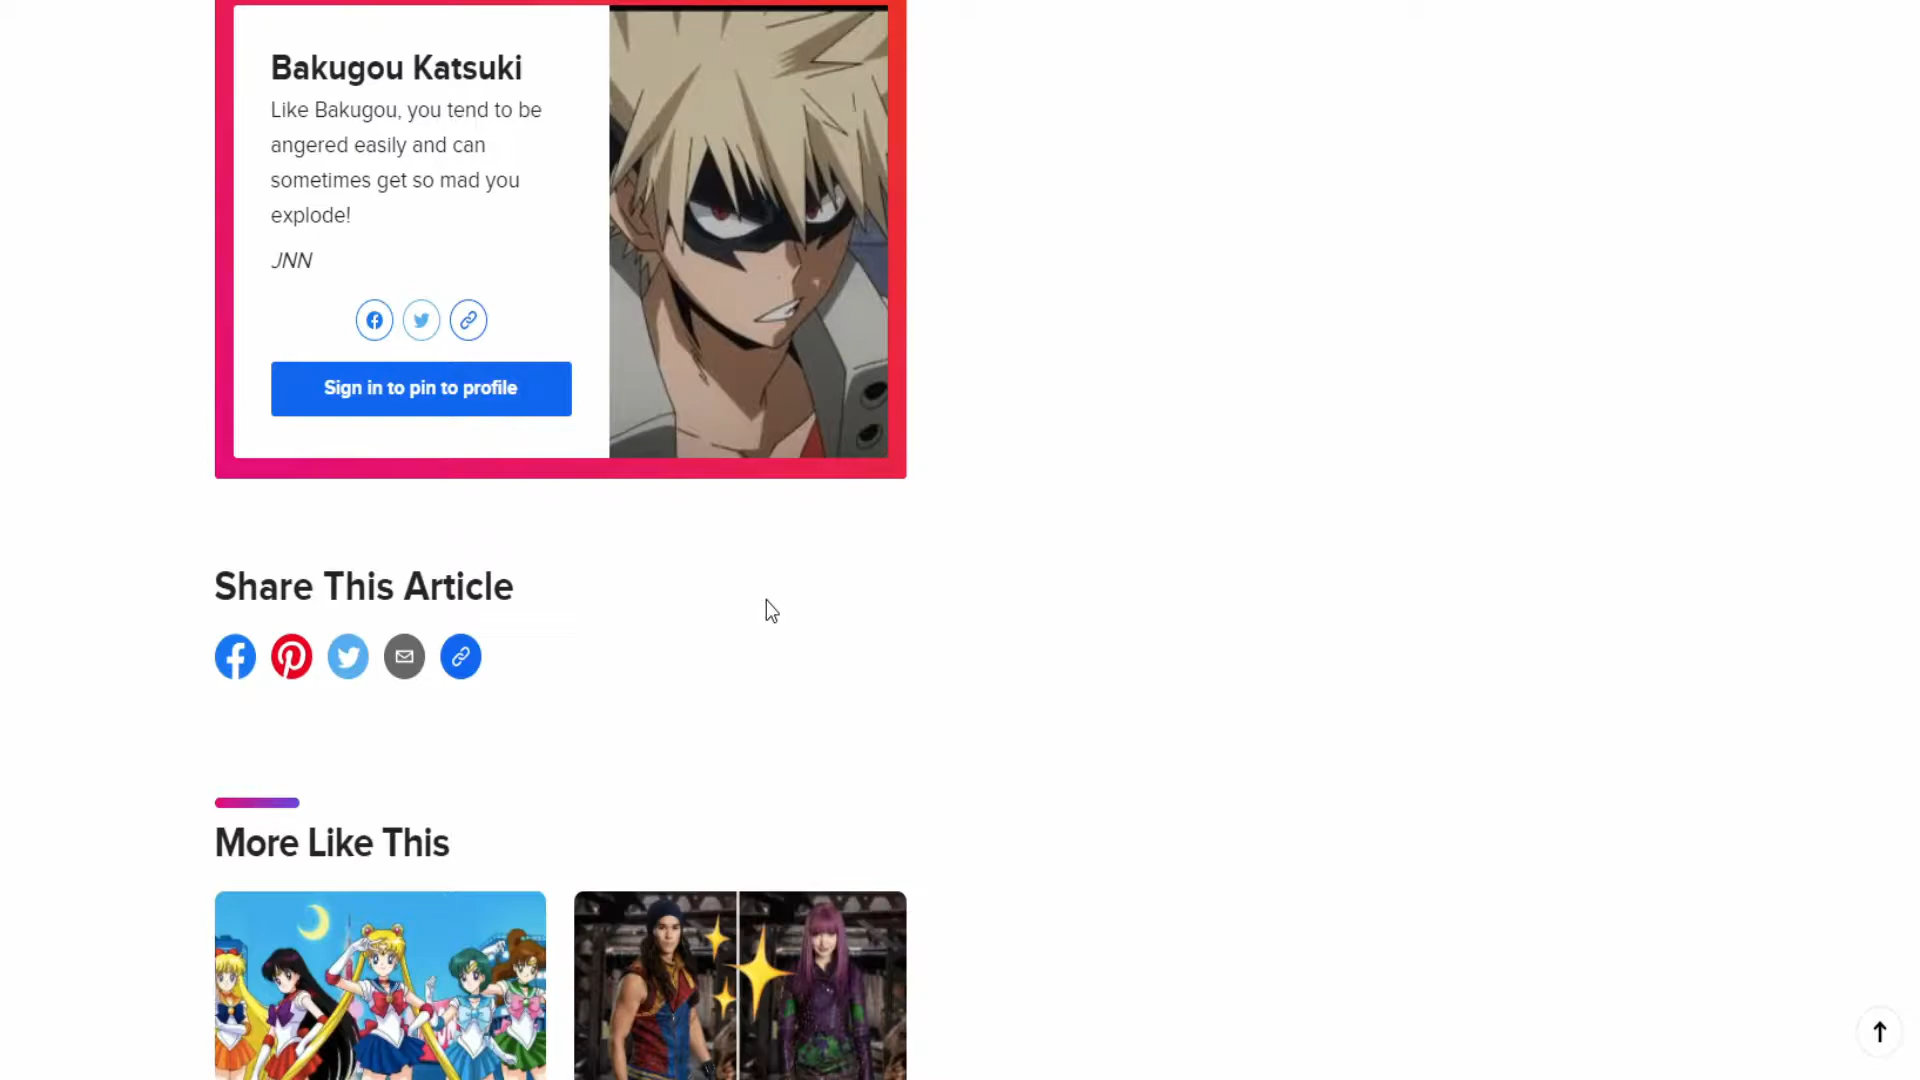 Bakugou Katsuki
Like Bakugou, you tend to be
angered easily and can
sometimes get so mad you
explode!
JNN
Sign in to pin to profile
Share This Article
More Like This